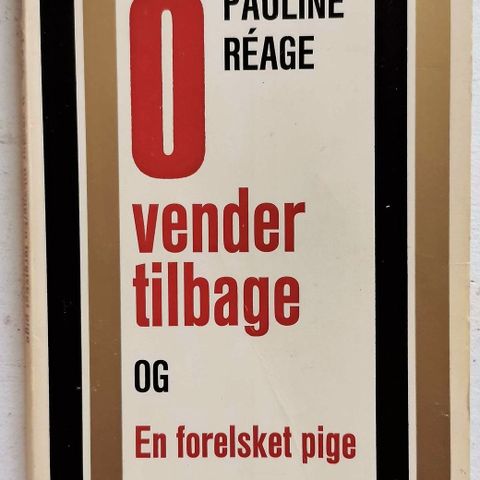 O
PAULINE
RÉAGE
vender
tilbage
OG
En forelsket pige